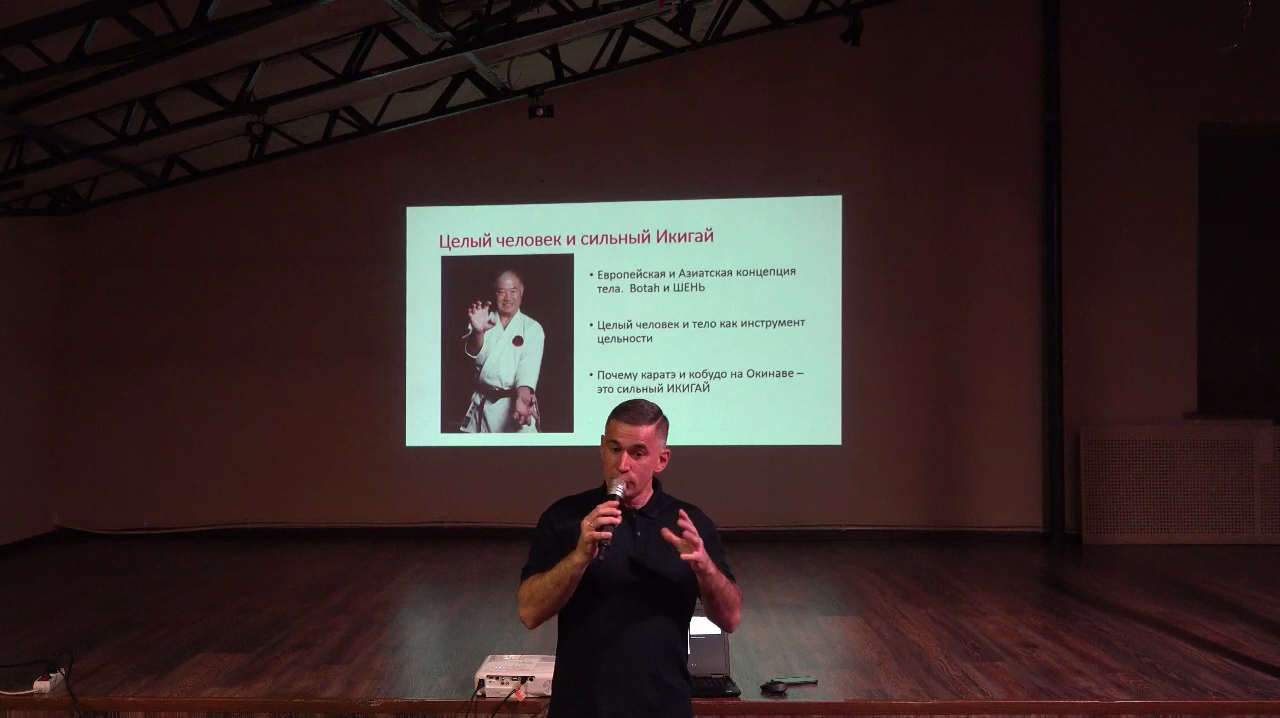 Целый человек и сильный Икигай
• Европейская и Азиатская концепция
тела. Botah и ШЕНЬ
• Целый человек и тело как инструмент
цельности
• Почему каратэ и кобудо на Окинаве –
это сильный ИКИГАЙ